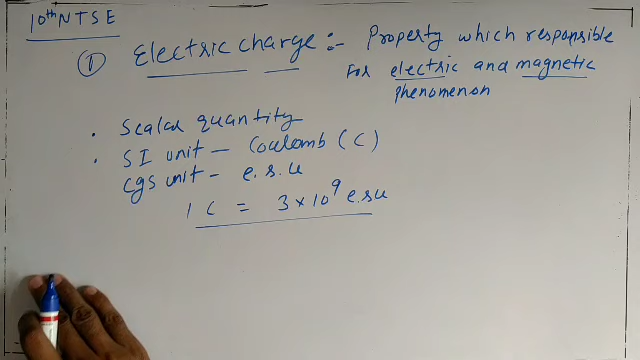 10th NTSE
① Electric charge :- Property which responsible
For electric and magnetic
phenomenon
• Scalar quantity
• SI unit - Coulomb (C)
cgs unit - e.s.u
1 C = 3 × 10⁹ e.su